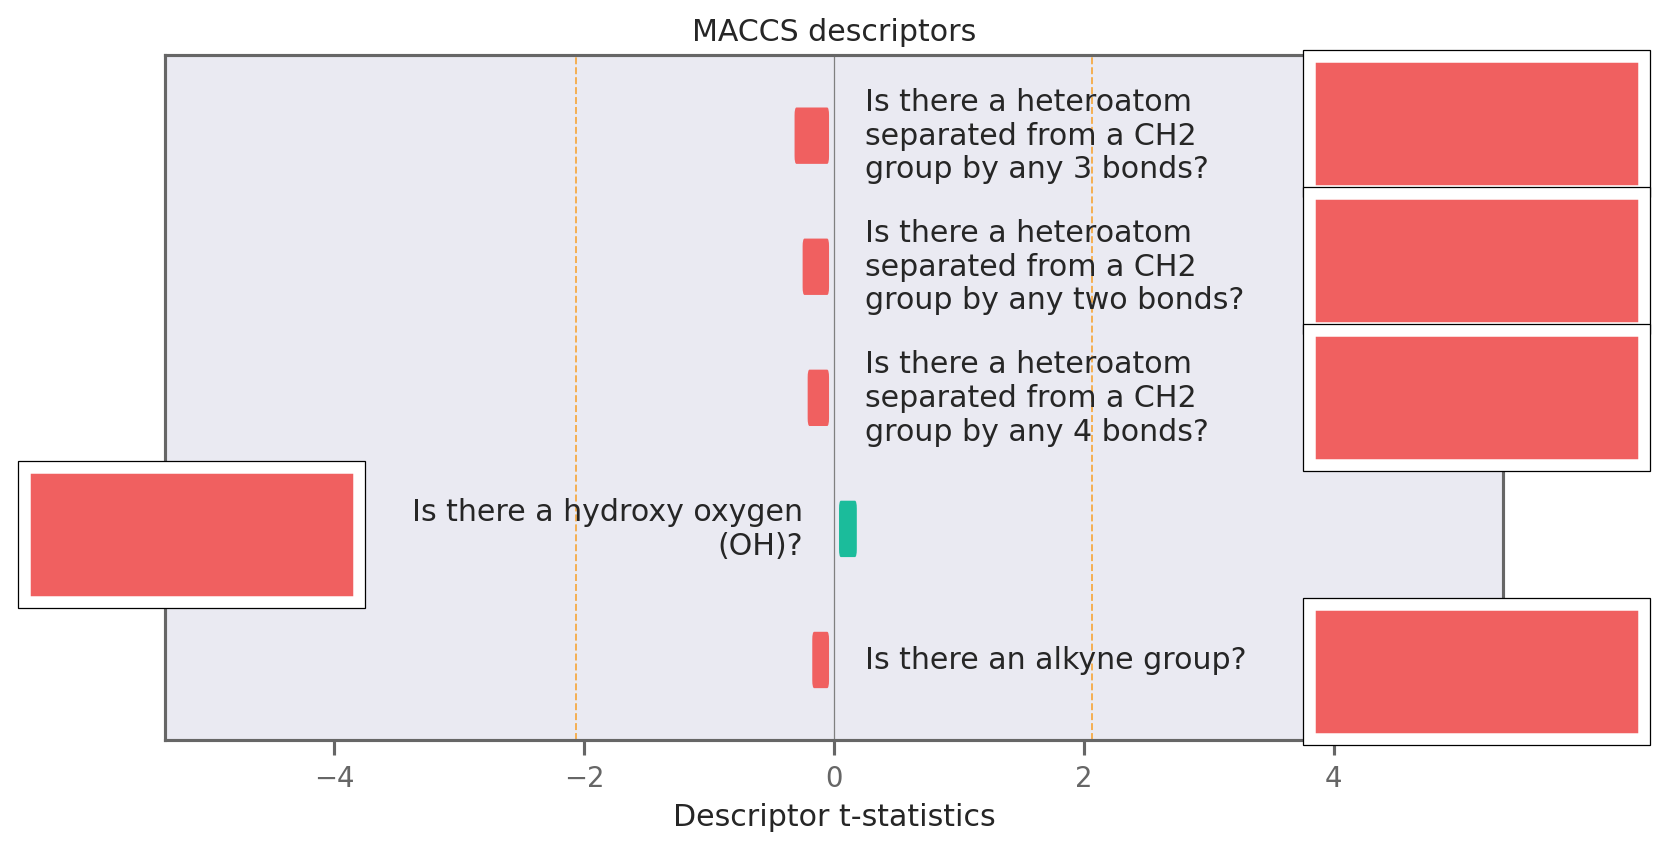 MACCS descriptors
Is there a heteroatom
separated from a CH2
group by any 3 bonds?
Is there a heteroatom
separated from a CH2
group by any two bonds?
Is there a heteroatom
separated from a CH2
group by any 4 bonds?
Is there a hydroxy oxygen
(OH)?
Is there an alkyne group?
−4 −2 0 2 4
Descriptor t-statistics